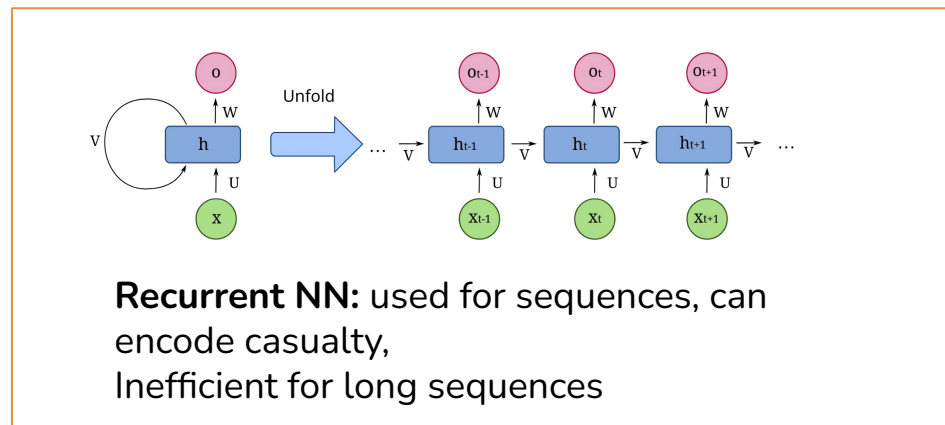 o
W
V
h
U
x
Unfold
...
V
ot-1
W
ht-1
U
xt-1
V
ot
W
ht
U
xt
V
ot+1
W
ht+1
U
xt+1
V
...
Recurrent NN: used for sequences, can
encode casualty,
Inefficient for long sequences